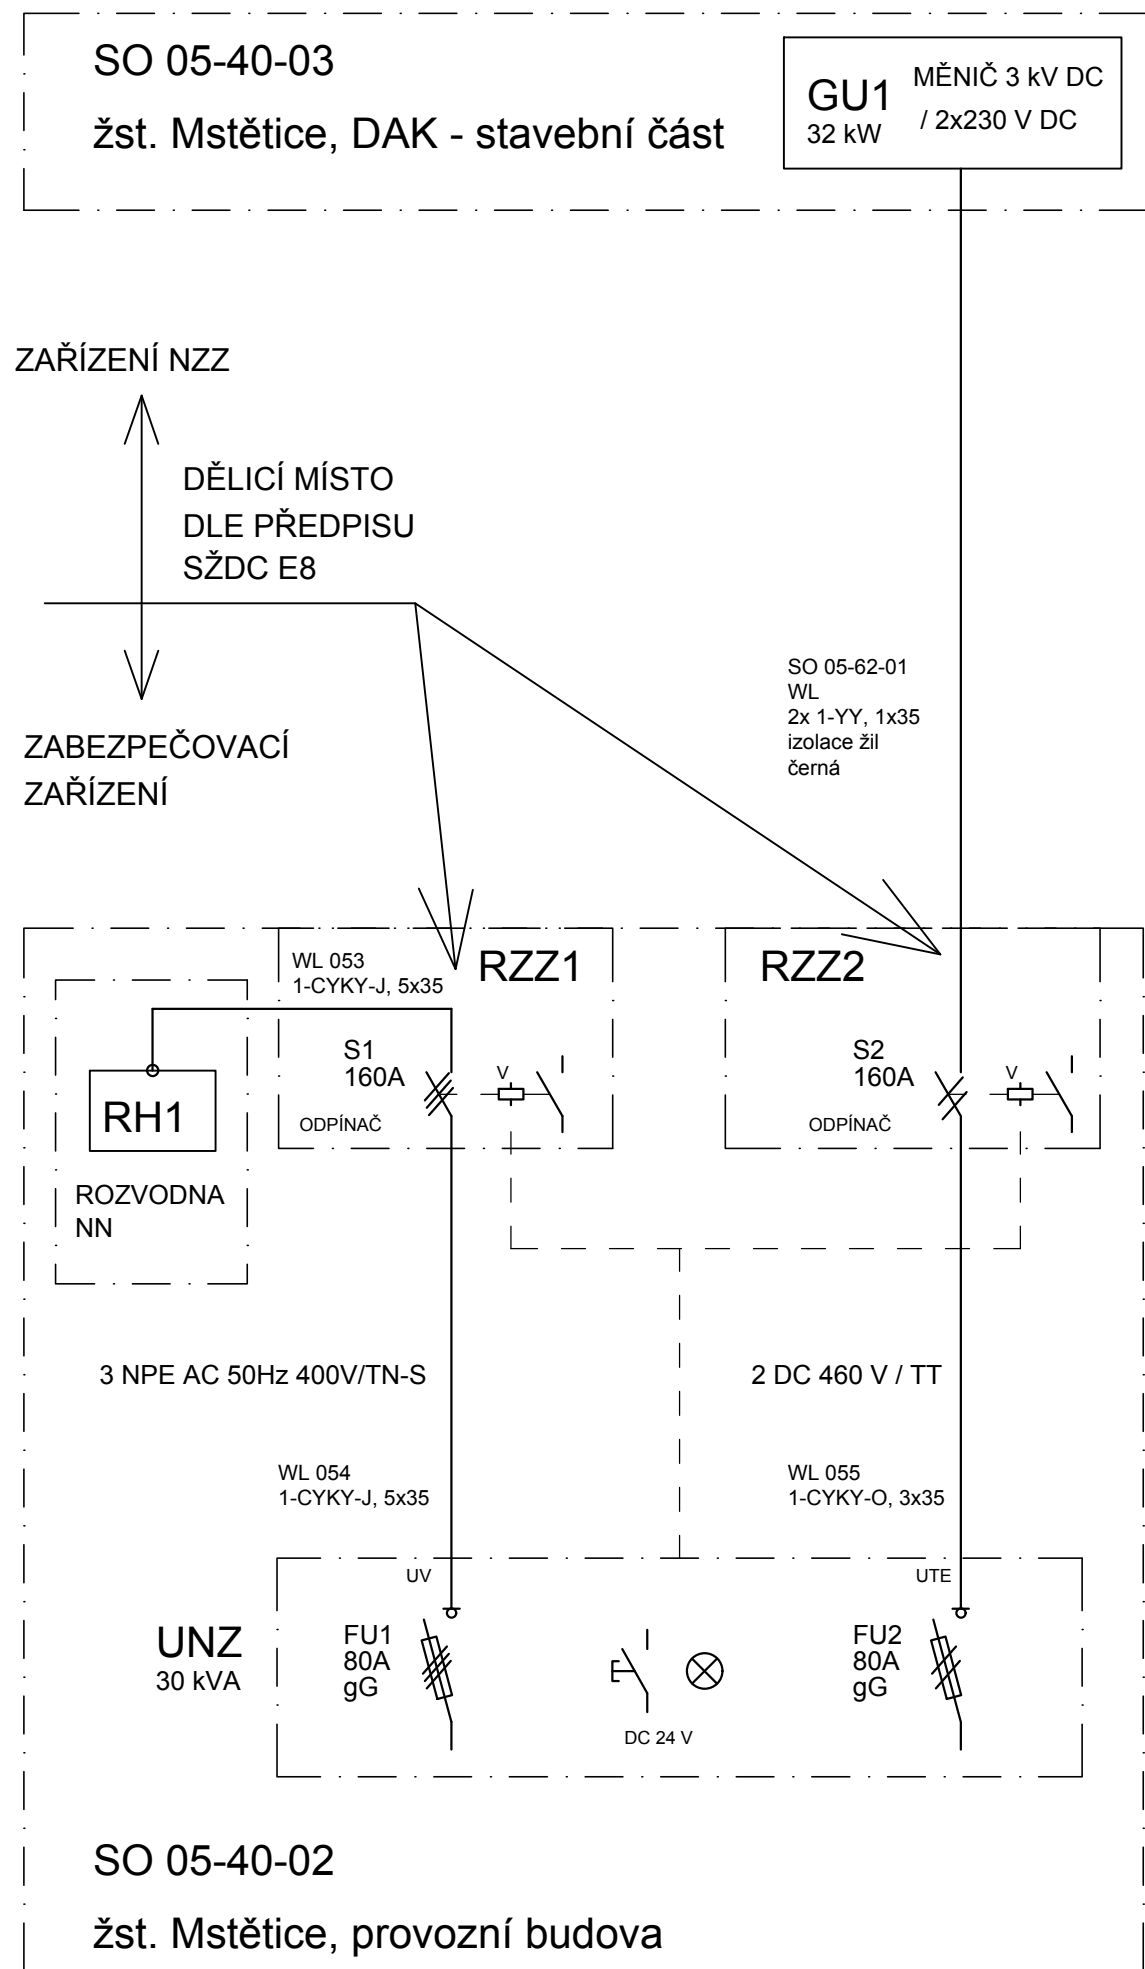 SO 05-40-03
žst. Mstětice, DAK - stavební část
GU1
32 kW
MĚNIČ 3 kV DC
/ 2x230 V DC
ZAŘÍZENÍ NZZ
DĚLICÍ MÍSTO
DLE PŘEDPISU
SŽDC E8
ZABEZPEČOVACÍ
ZAŘÍZENÍ
SO 05-62-01
WL
2x 1-YY, 1x35
izolace žil
černá
WL 053
1-CYKY-J, 5x35
RZZ1
RZZ2
S1
160A
V
ODPÍNAČ
S2
160A
V
ODPÍNAČ
RH1
ROZVODNA
NN
3 NPE AC 50Hz 400V/TN-S
2 DC 460 V / TT
WL 054
1-CYKY-J, 5x35
WL 055
1-CYKY-O, 3x35
UV
UTE
UNZ
30 kVA
FU1
80A
gG
DC 24 V
FU2
80A
gG
SO 05-40-02
žst. Mstětice, provozní budova